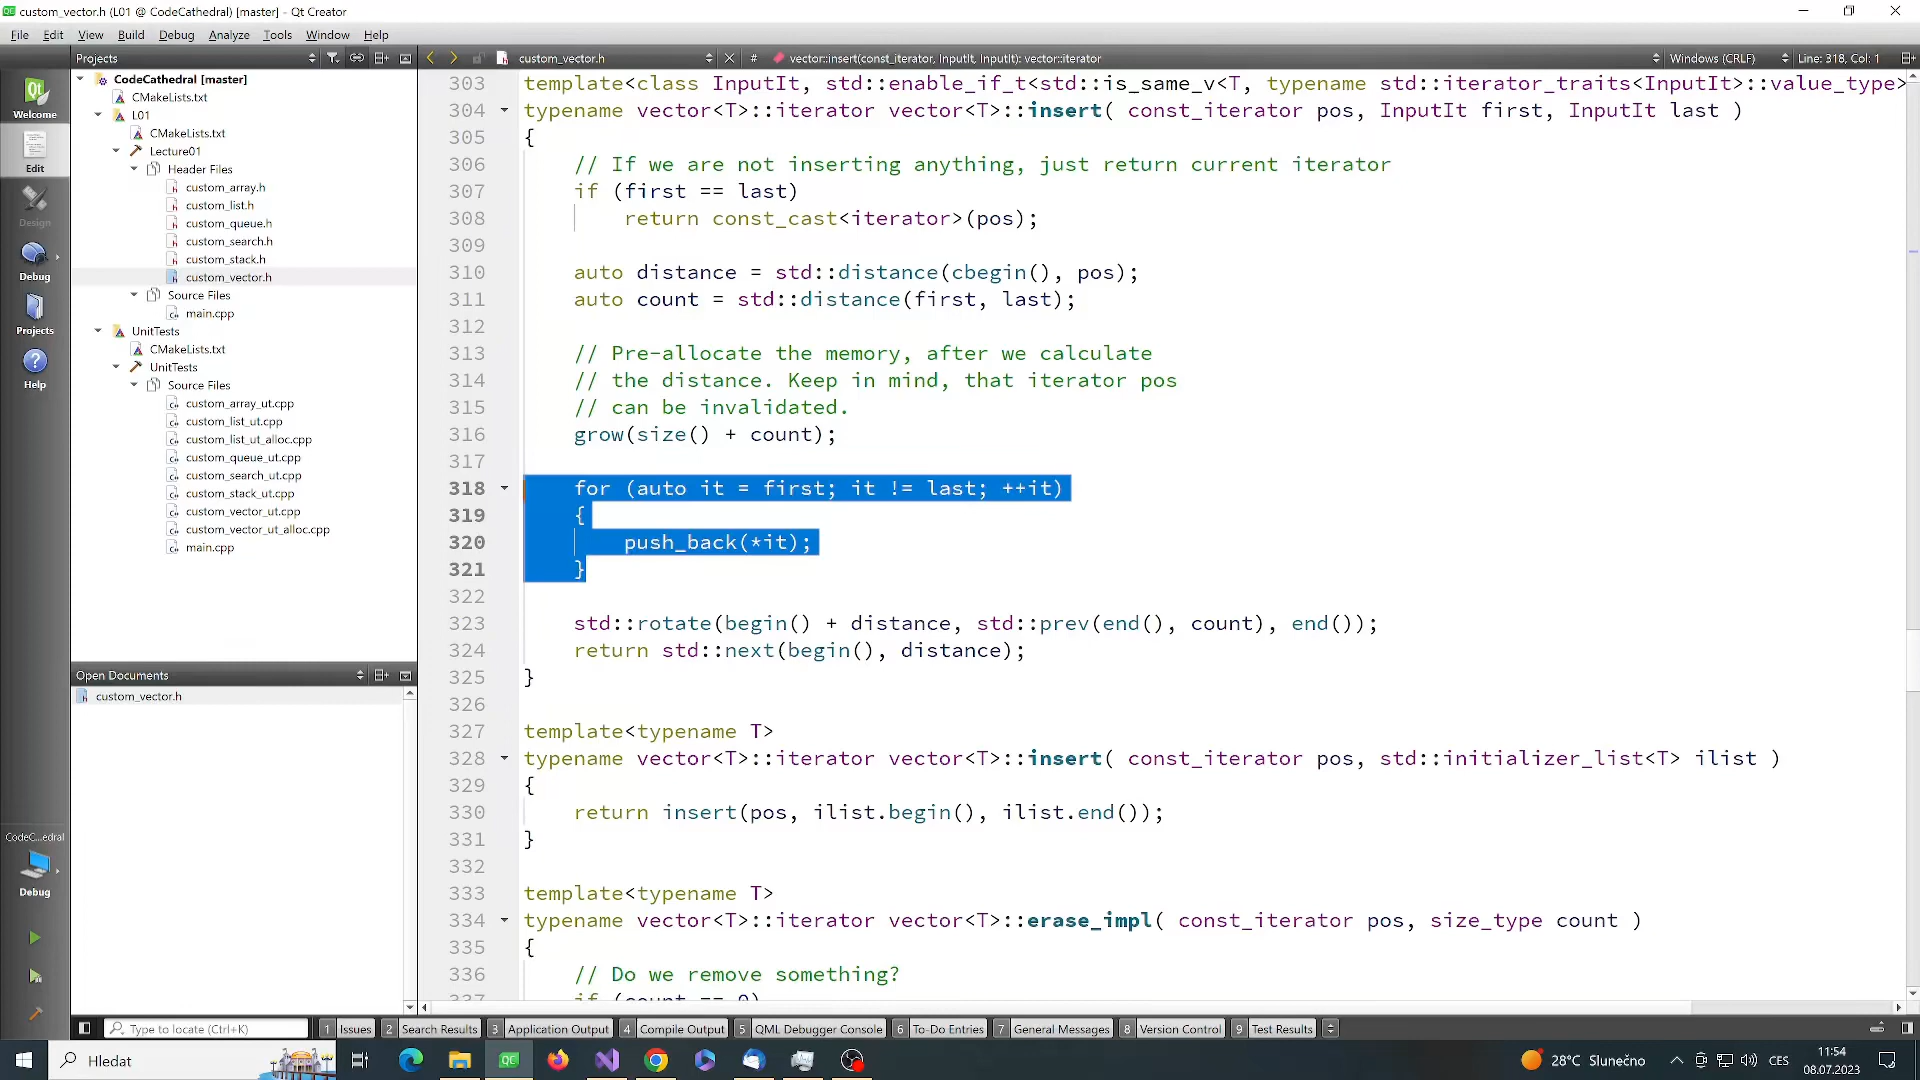 custom_vector.h (L01 @ CodeCathedral) [master] - Qt Creator
File Edit View Build Debug Analyze Tools Window Help
Projects
custom_vector.h
# vector::insert(const_iterator, InputIt, InputIt): vector::iterator
Windows (CRLF)
Line: 318, Col: 1
Welcome
Edit
Design
Debug
Projects
Help
CodeC...edral
Debug
CodeCathedral [master]
CMakeLists.txt
L01
CMakeLists.txt
Lecture01
Header Files
custom_array.h
custom_list.h
custom_queue.h
custom_search.h
custom_stack.h
custom_vector.h
Source Files
main.cpp
UnitTests
CMakeLists.txt
UnitTests
Source Files
custom_array_ut.cpp
custom_list_ut.cpp
custom_list_ut_alloc.cpp
custom_queue_ut.cpp
custom_search_ut.cpp
custom_stack_ut.cpp
custom_vector_ut.cpp
custom_vector_ut_alloc.cpp
main.cpp
Open Documents
custom_vector.h
303 template<class InputIt, std::enable_if_t<std::is_same_v<T, typename std::iterator_traits<InputIt>::value_type>
304 typename vector<T>::iterator vector<T>::insert( const_iterator pos, InputIt first, InputIt last )
305 {
306     // If we are not inserting anything, just return current iterator
307     if (first == last)
308         return const_cast<iterator>(pos);
309
310     auto distance = std::distance(cbegin(), pos);
311     auto count = std::distance(first, last);
312
313     // Pre-allocate the memory, after we calculate
314     // the distance. Keep in mind, that iterator pos
315     // can be invalidated.
316     grow(size() + count);
317
318     for (auto it = first; it != last; ++it)
319     {
320         push_back(*it);
321     }
322
323     std::rotate(begin() + distance, std::prev(end(), count), end());
324     return std::next(begin(), distance);
325 }
326
327 template<typename T>
328 typename vector<T>::iterator vector<T>::insert( const_iterator pos, std::initializer_list<T> ilist )
329 {
330     return insert(pos, ilist.begin(), ilist.end());
331 }
332
333 template<typename T>
334 typename vector<T>::iterator vector<T>::erase_impl( const_iterator pos, size_type count )
335 {
336     // Do we remove something?
337     if (count == 0)
Type to locate (Ctrl+K)
1 Issues 2 Search Results 3 Application Output 4 Compile Output 5 QML Debugger Console 6 To-Do Entries 7 General Messages 8 Version Control 9 Test Results
Hledat
28°C Slunečno
CES
11:54
08.07.2023